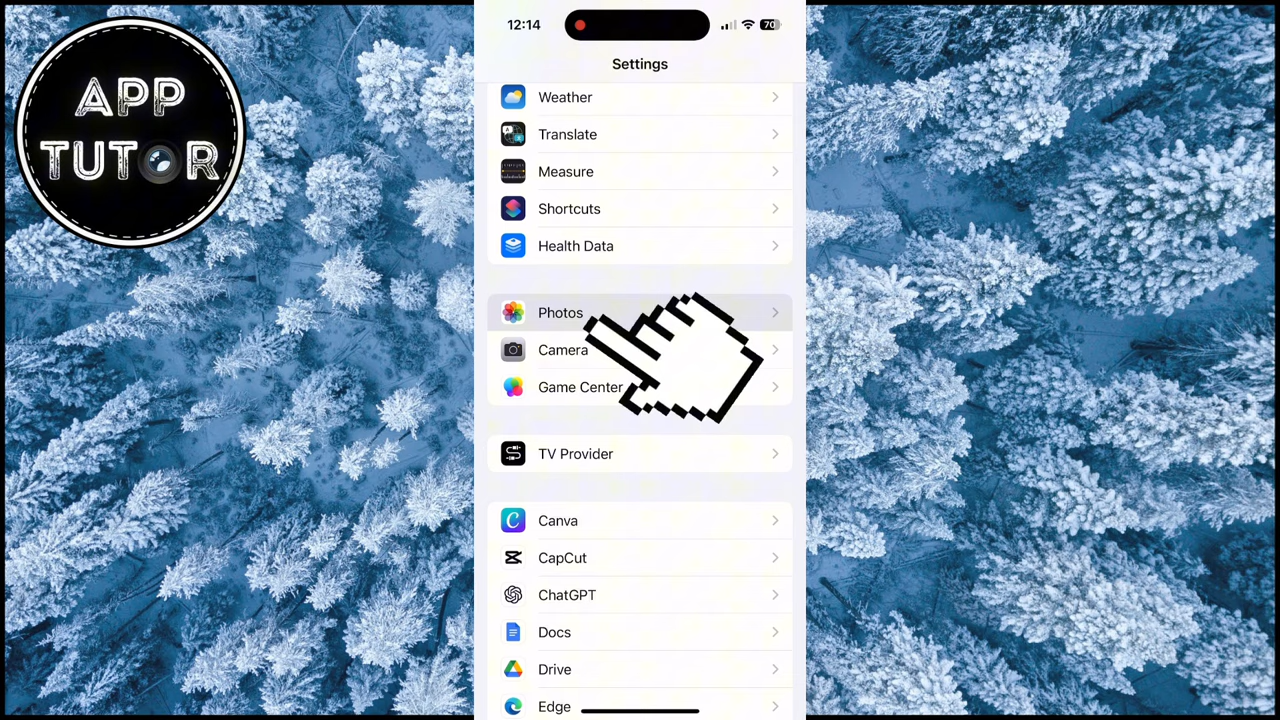 APP
TUTOR
12:14
70
Settings
Weather
Translate
Measure
Shortcuts
Health Data
Photos
Camera
Game Center
TV Provider
Canva
CapCut
ChatGPT
Docs
Drive
Edge